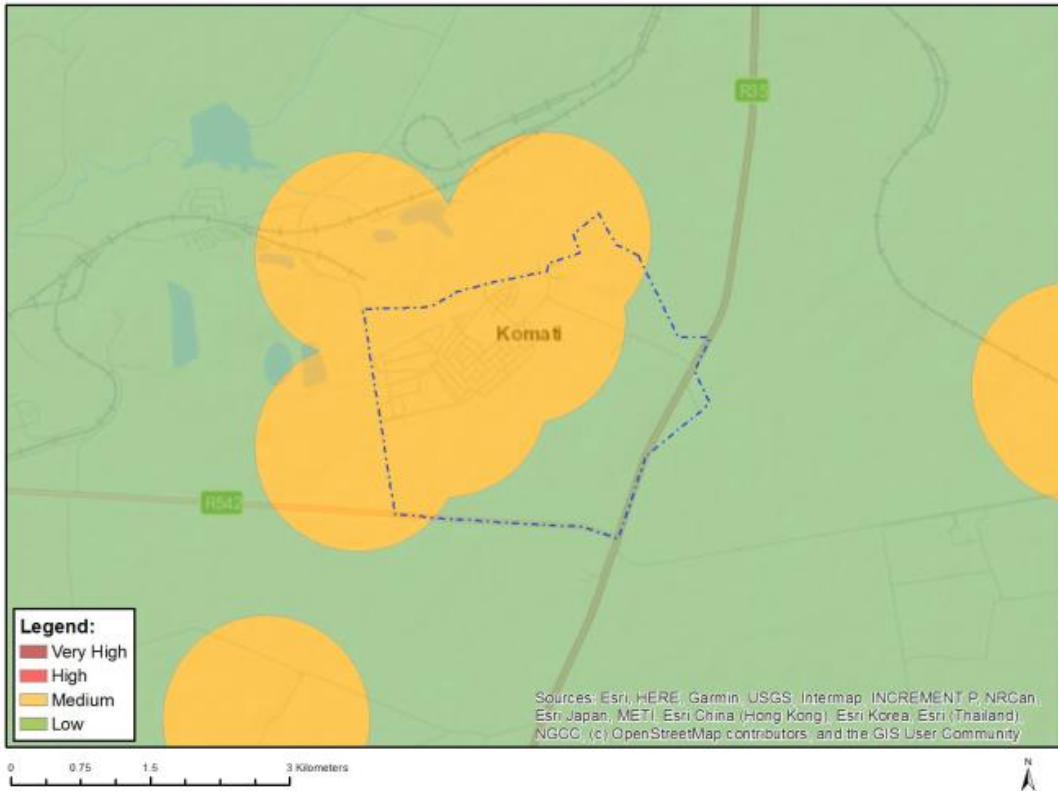 R35
Komati
R542
Legend:
Very High
High
Medium
Low
Sources: Esri, HERE, Garmin, USGS, Intermap, INCREMENT P, NRCan,
Esri Japan, METI, Esri China (Hong Kong), Esri Korea, Esri (Thailand),
NGCC, (c) OpenStreetMap contributors, and the GIS User Community
0 0.75 1.5 3 Kilometers
N